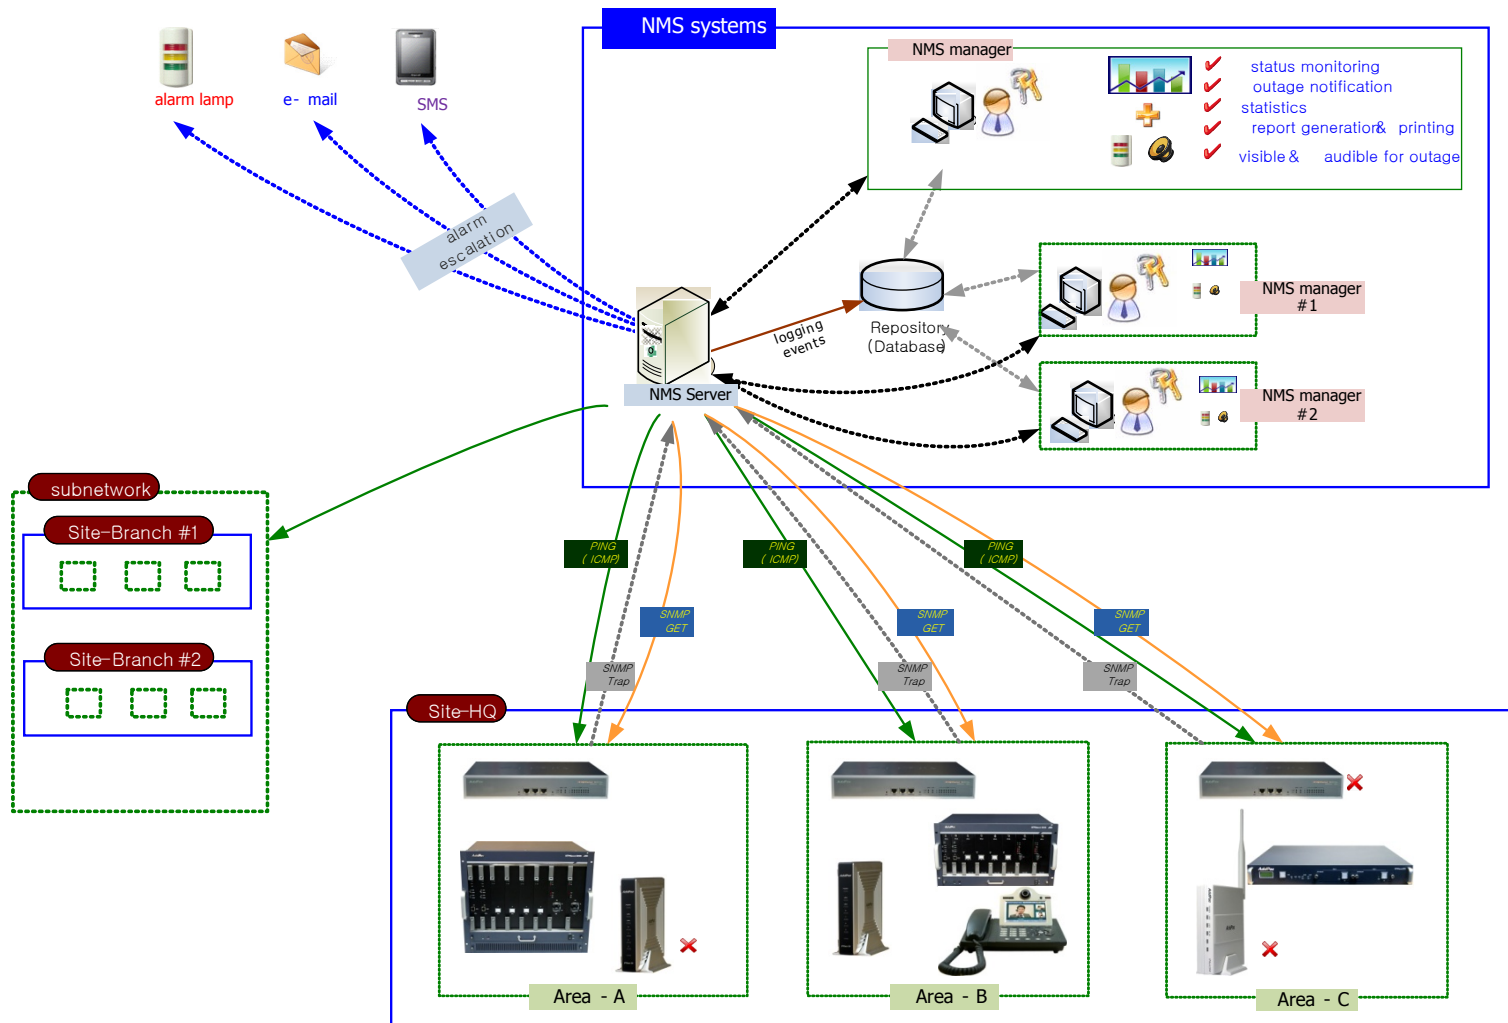 NMS systems
NMS manager
status monitoring
outage notification
statistics
report generation& printing
visible & audible for outage
alarm lamp
e- mail
SMS
alarm
escalation
NMS manager
#1
Repository
(Database)
logging
events
NMS Server
NMS manager
#2
subnetwork
Site-Branch #1
Site-Branch #2
PING
( ICMP)
PING
( ICMP)
PING
( ICMP)
SNMP
GET
SNMP
GET
SNMP
GET
SNMP
Trap
SNMP
Trap
SNMP
Trap
Site-HQ
Area - A
Area - B
Area - C